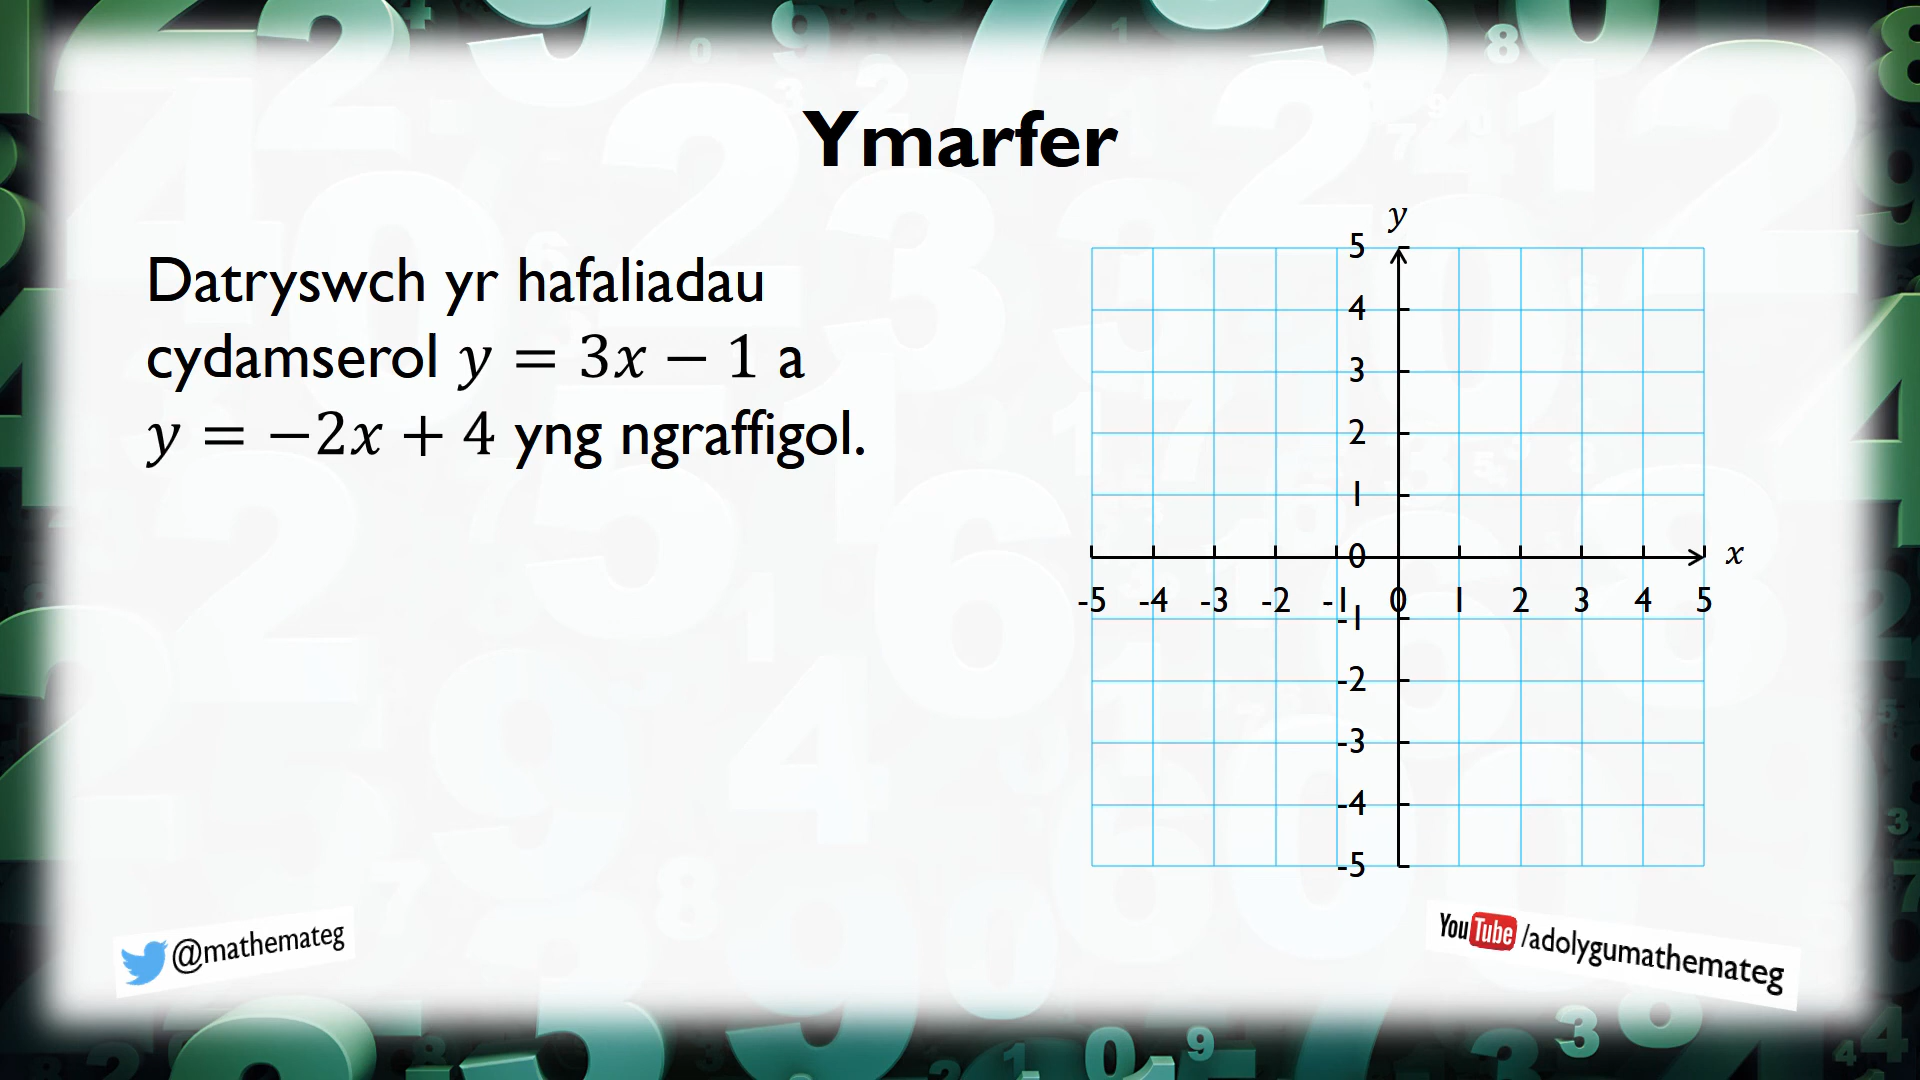 Ymarfer
Datryswch yr hafaliadau
cydamserol y = 3x − 1 a
y = −2x + 4 yng ngraffigol.
y
5
4
3
2
1
0
x
-5 -4 -3 -2 -1 0 1 2 3 4 5
-1
-2
-3
-4
-5
@mathemateg
YouTube /adolygumathemateg